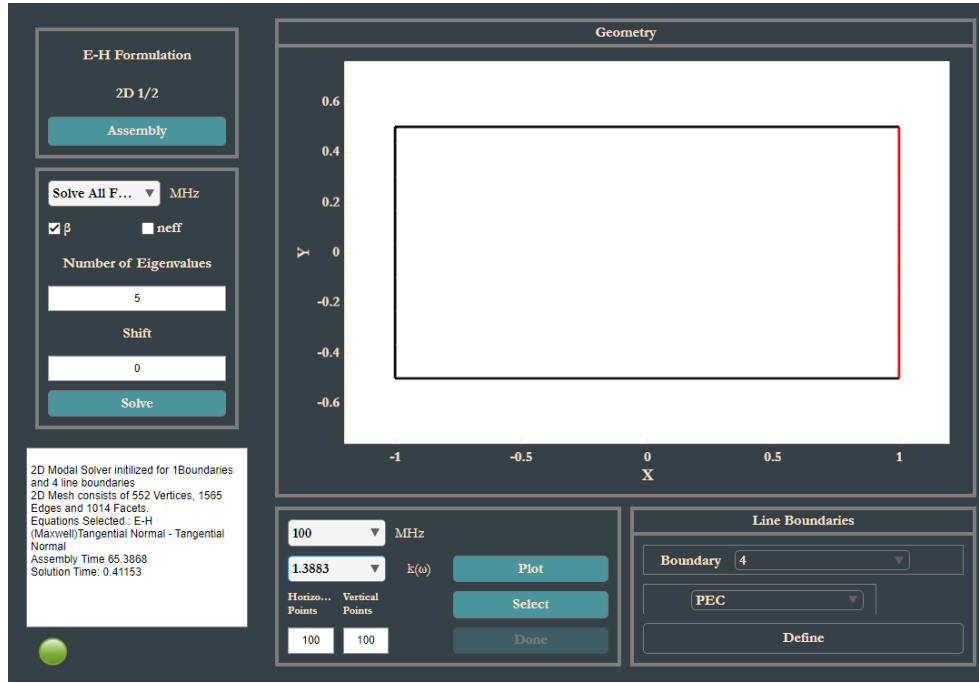 E-H Formulation
2D 1/2
Assembly
Solve All F... MHz
β neff
Number of Eigenvalues
5
Shift
0
Solve
2D Modal Solver initilized for 1Boundaries
and 4 line boundaries
2D Mesh consists of 552 Vertices, 1565
Edges and 1014 Facets.
Equations Selected : E-H
(Maxwell)Tangential Normal - Tangential
Normal
Assembly Time 65.3868
Solution Time: 0.41153
Geometry
0.6
0.4
0.2
0
-0.2
-0.4
-0.6
Y
-1 -0.5 0 0.5 1
X
100 MHz
1.3883 k(ω) Plot
Horizo... Vertical
Points Points
Select
100 100 Done
Line Boundaries
Boundary 4
PEC
Define